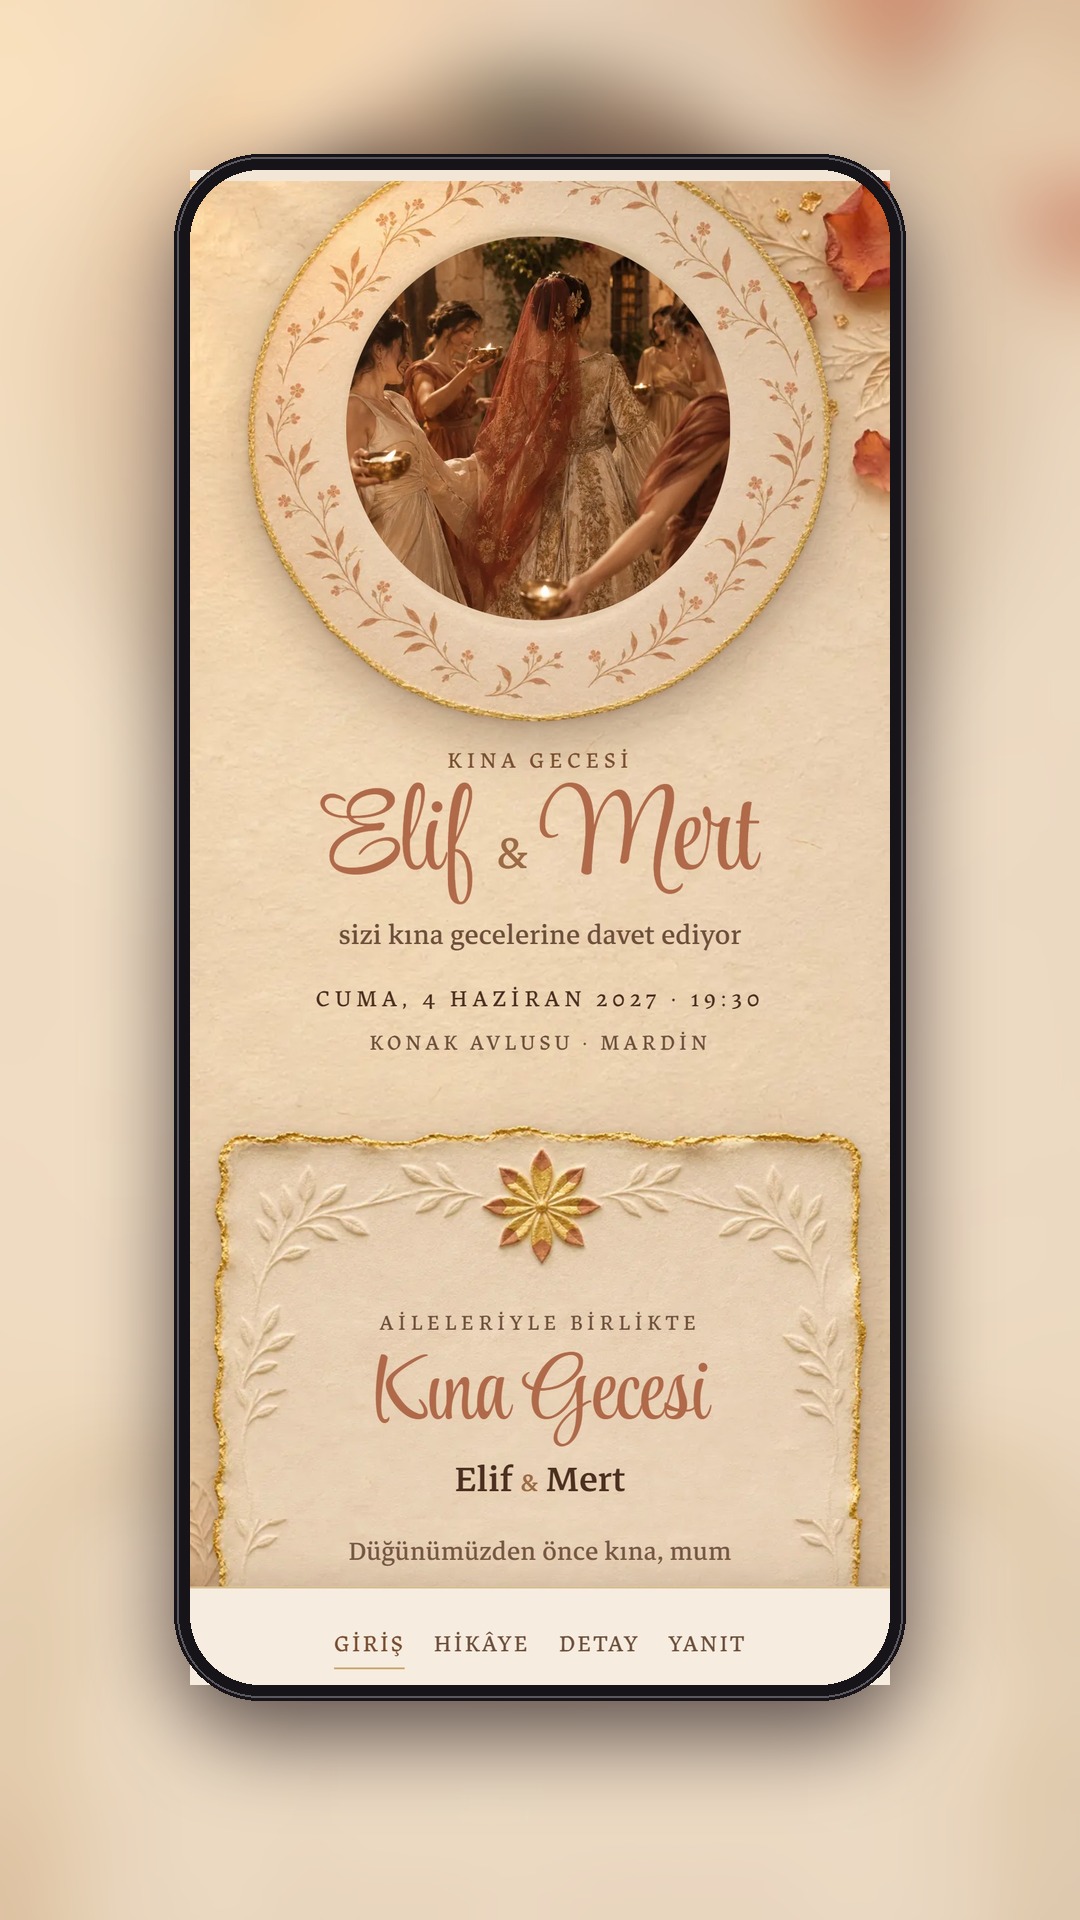 KINA GECESİ
Elif & Mert
sizi kına gecelerine davet ediyor
CUMA, 4 HAZİRAN 2027 · 19:30
KONAK AVLUSU · MARDİN
AİLELERİYLE BİRLİKTE
Kına Gecesi
Elif & Mert
Düğünümüzden önce kına, mum
GİRİŞ HİKÂYE DETAY YANIT